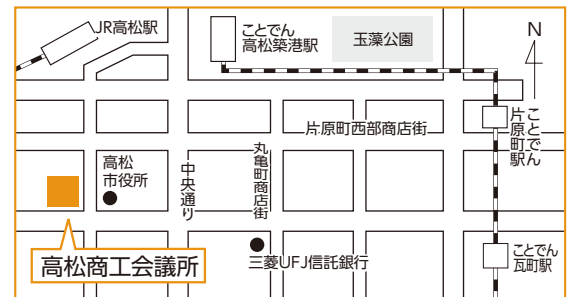 JR高松駅
ことでん
高松築港駅
玉藻公園
N
片原町西部商店街
ことでん
片原町駅
高松
市役所
中央通り
丸亀町商店街
高松商工会議所
三菱UFJ信託銀行
ことでん
瓦町駅